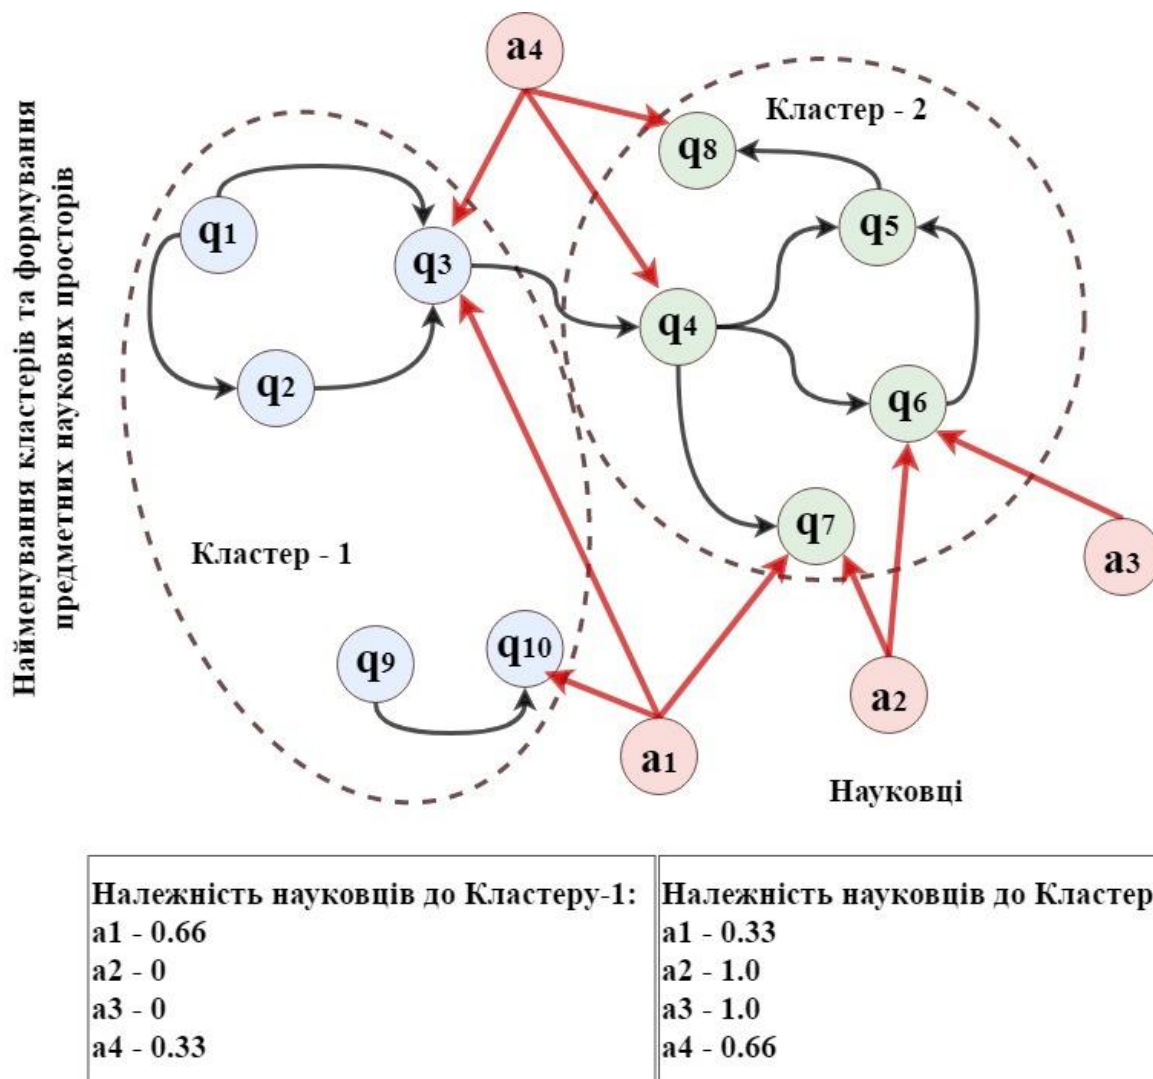 Найменування кластерів та формування
предметних наукових просторів
a4
Кластер - 2
q8
q1
q5
q3
q4
q2
q6
q7
Кластер - 1
a3
q10
q9
a2
a1
Науковці
Належність науковців до Кластеру-1:
a1 - 0.66
a2 - 0
a3 - 0
a4 - 0.33
Належність науковців до Кластер
a1 - 0.33
a2 - 1.0
a3 - 1.0
a4 - 0.66